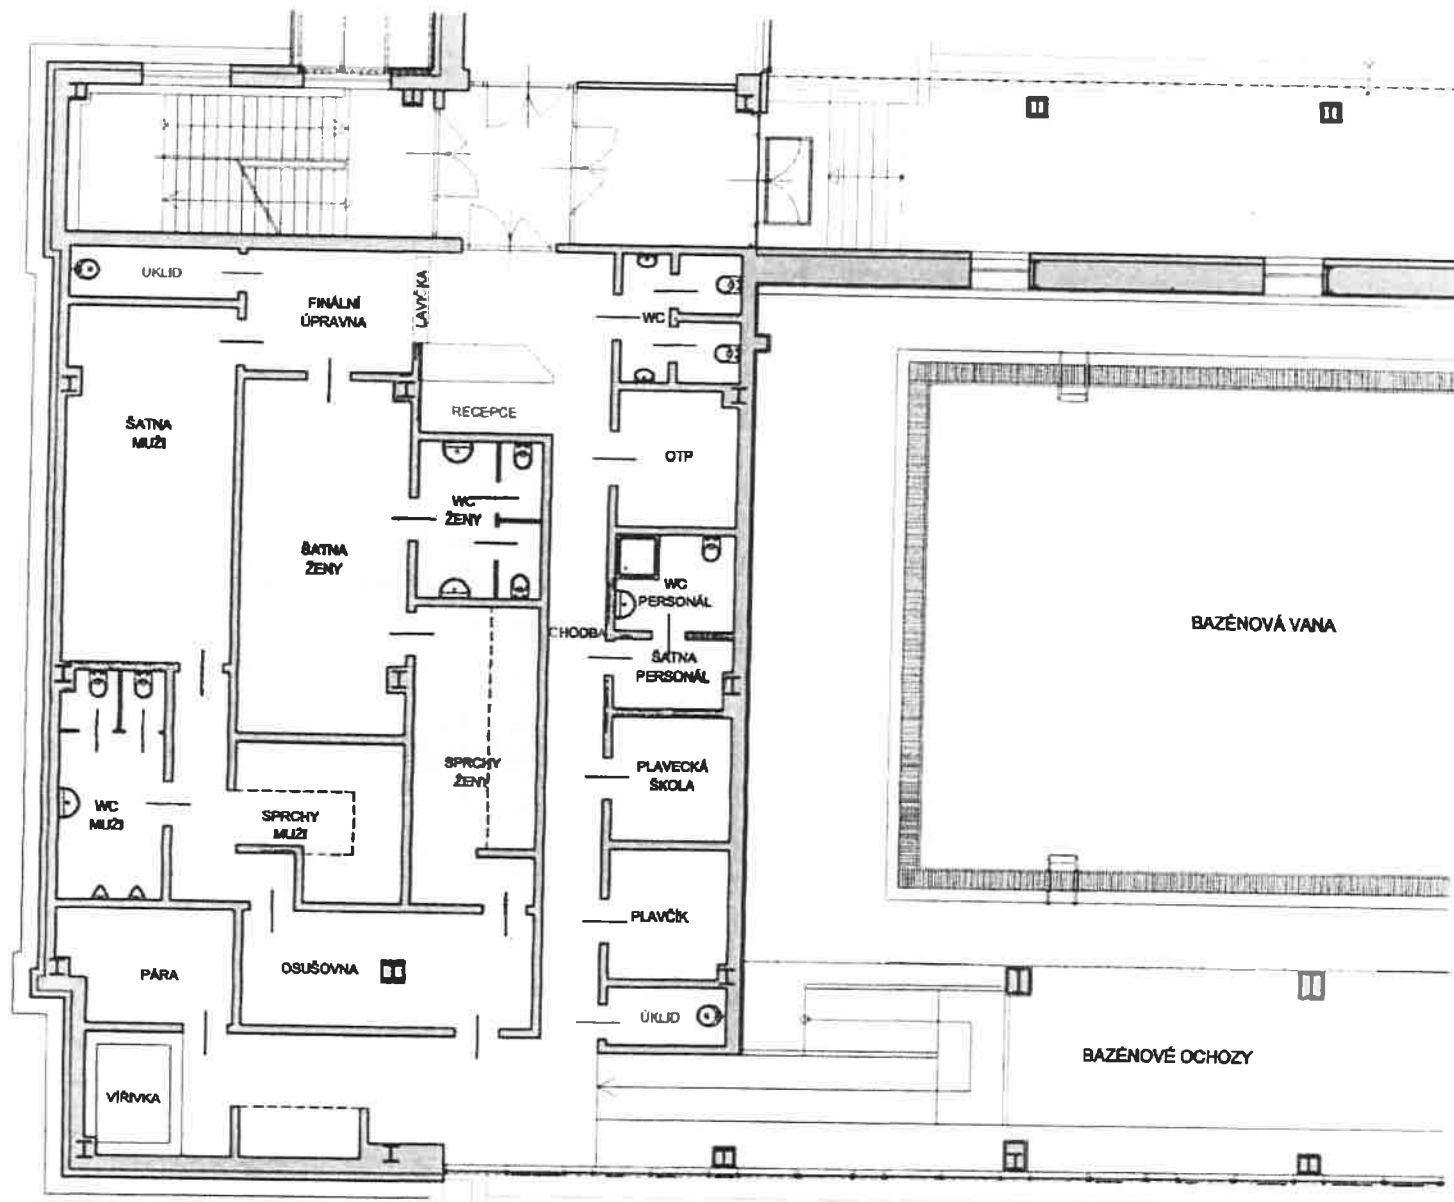 ÚKLID
FINÁLNÍ
ÚPRAVNA
LAVIČKA
WC
RECEPCE
ŠATNA
MUŽI
OTP
WC
ŽENY
ŠATNA
ŽENY
WC
PERSONÁL
CHODBA
ŠATNA
PERSONÁL
BAZÉNOVÁ VANA
SPRCHY
ŽENY
PLAVECKÁ
ŠKOLA
WC
MUŽI
SPRCHY
MUŽI
PLAVČÍK
PÁRA
OSUŠOVNA
ÚKLID
BAZÉNOVÉ OCHOZY
VÍŘIVKA